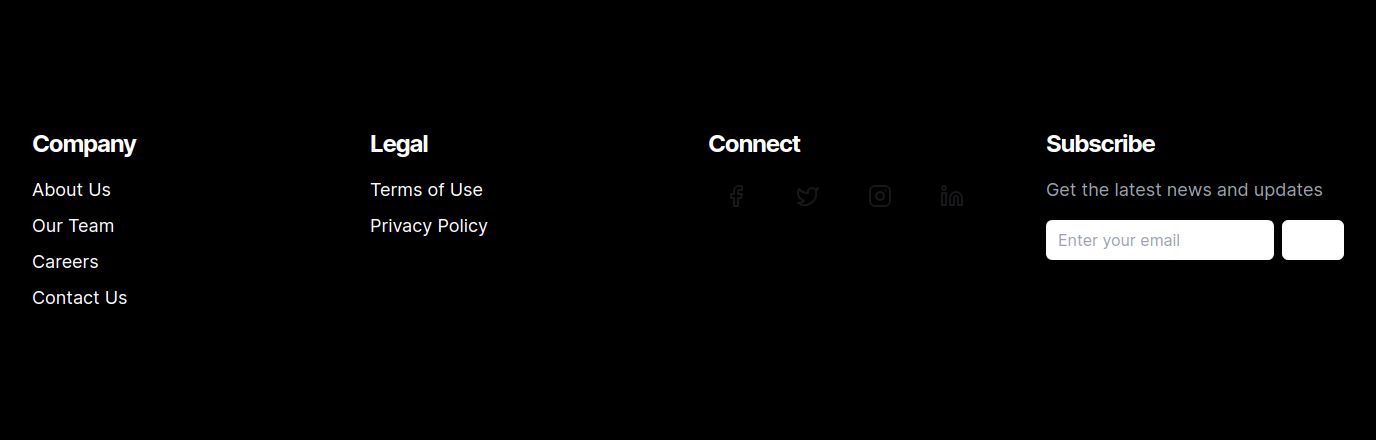 Company
About Us
Our Team
Careers
Contact Us
Legal
Terms of Use
Privacy Policy
Connect
Subscribe
Get the latest news and updates
Enter your email